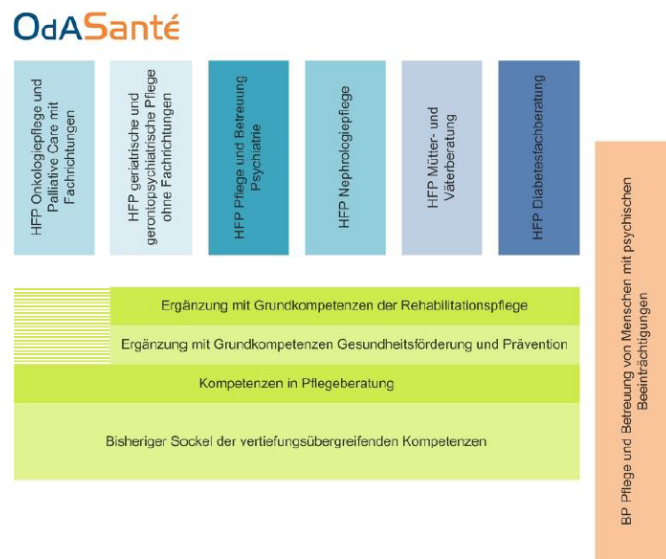 OdASanté
HFP Onkologiepflege und
Palliative Care mit
Fachrichtungen
HFP geriatrische und
gerontopsychiatrische Pflege
ohne Fachrichtungen
HFP Pflege und Betreuung
Psychiatrie
HFP Nephrologiepflege
HFP Mütter- und
Väterberatung
HFP Diabetesfachberatung
BP Pflege und Betreuung von Menschen mit psychischen
Beeinträchtigungen
Ergänzung mit Grundkompetenzen der Rehabilitationspflege
Ergänzung mit Grundkompetenzen Gesundheitsförderung und Prävention
Kompetenzen in Pflegeberatung
Bisheriger Sockel der vertiefungsübergreifenden Kompetenzen